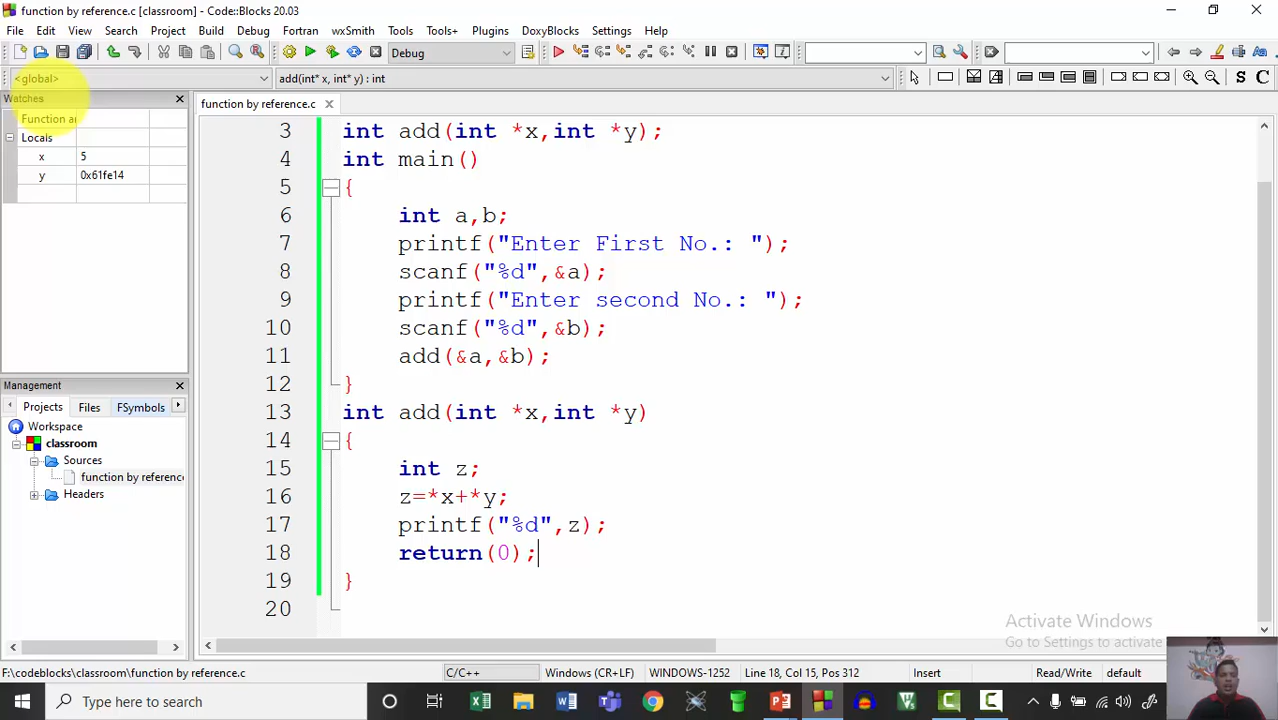 function by reference.c [classroom] - Code::Blocks 20.03
File Edit View Search Project Build Debug Fortran wxSmith Tools Tools+ Plugins DoxyBlocks Settings Help
Debug
<global> add(int* x, int* y) : int
S C
Watches
Function ar
Locals
x 5
y 0x61fe14
Management
Projects Files FSymbols
Workspace
classroom
Sources
function by reference
Headers
function by reference.c
3 int add(int *x,int *y);
4 int main()
5 {
6 int a,b;
7 printf("Enter First No.: ");
8 scanf("%d",&a);
9 printf("Enter second No.: ");
10 scanf("%d",&b);
11 add(&a,&b);
12 }
13 int add(int *x,int *y)
14 {
15 int z;
16 z=*x+*y;
17 printf("%d",z);
18 return(0);
19 }
20
Activate Windows
Go to Settings to activate
F:\codeblocks\classroom\function by reference.c C/C++ Windows (CR+LF) WINDOWS-1252 Line 18, Col 15, Pos 312 Insert Read/Write default
Type here to search